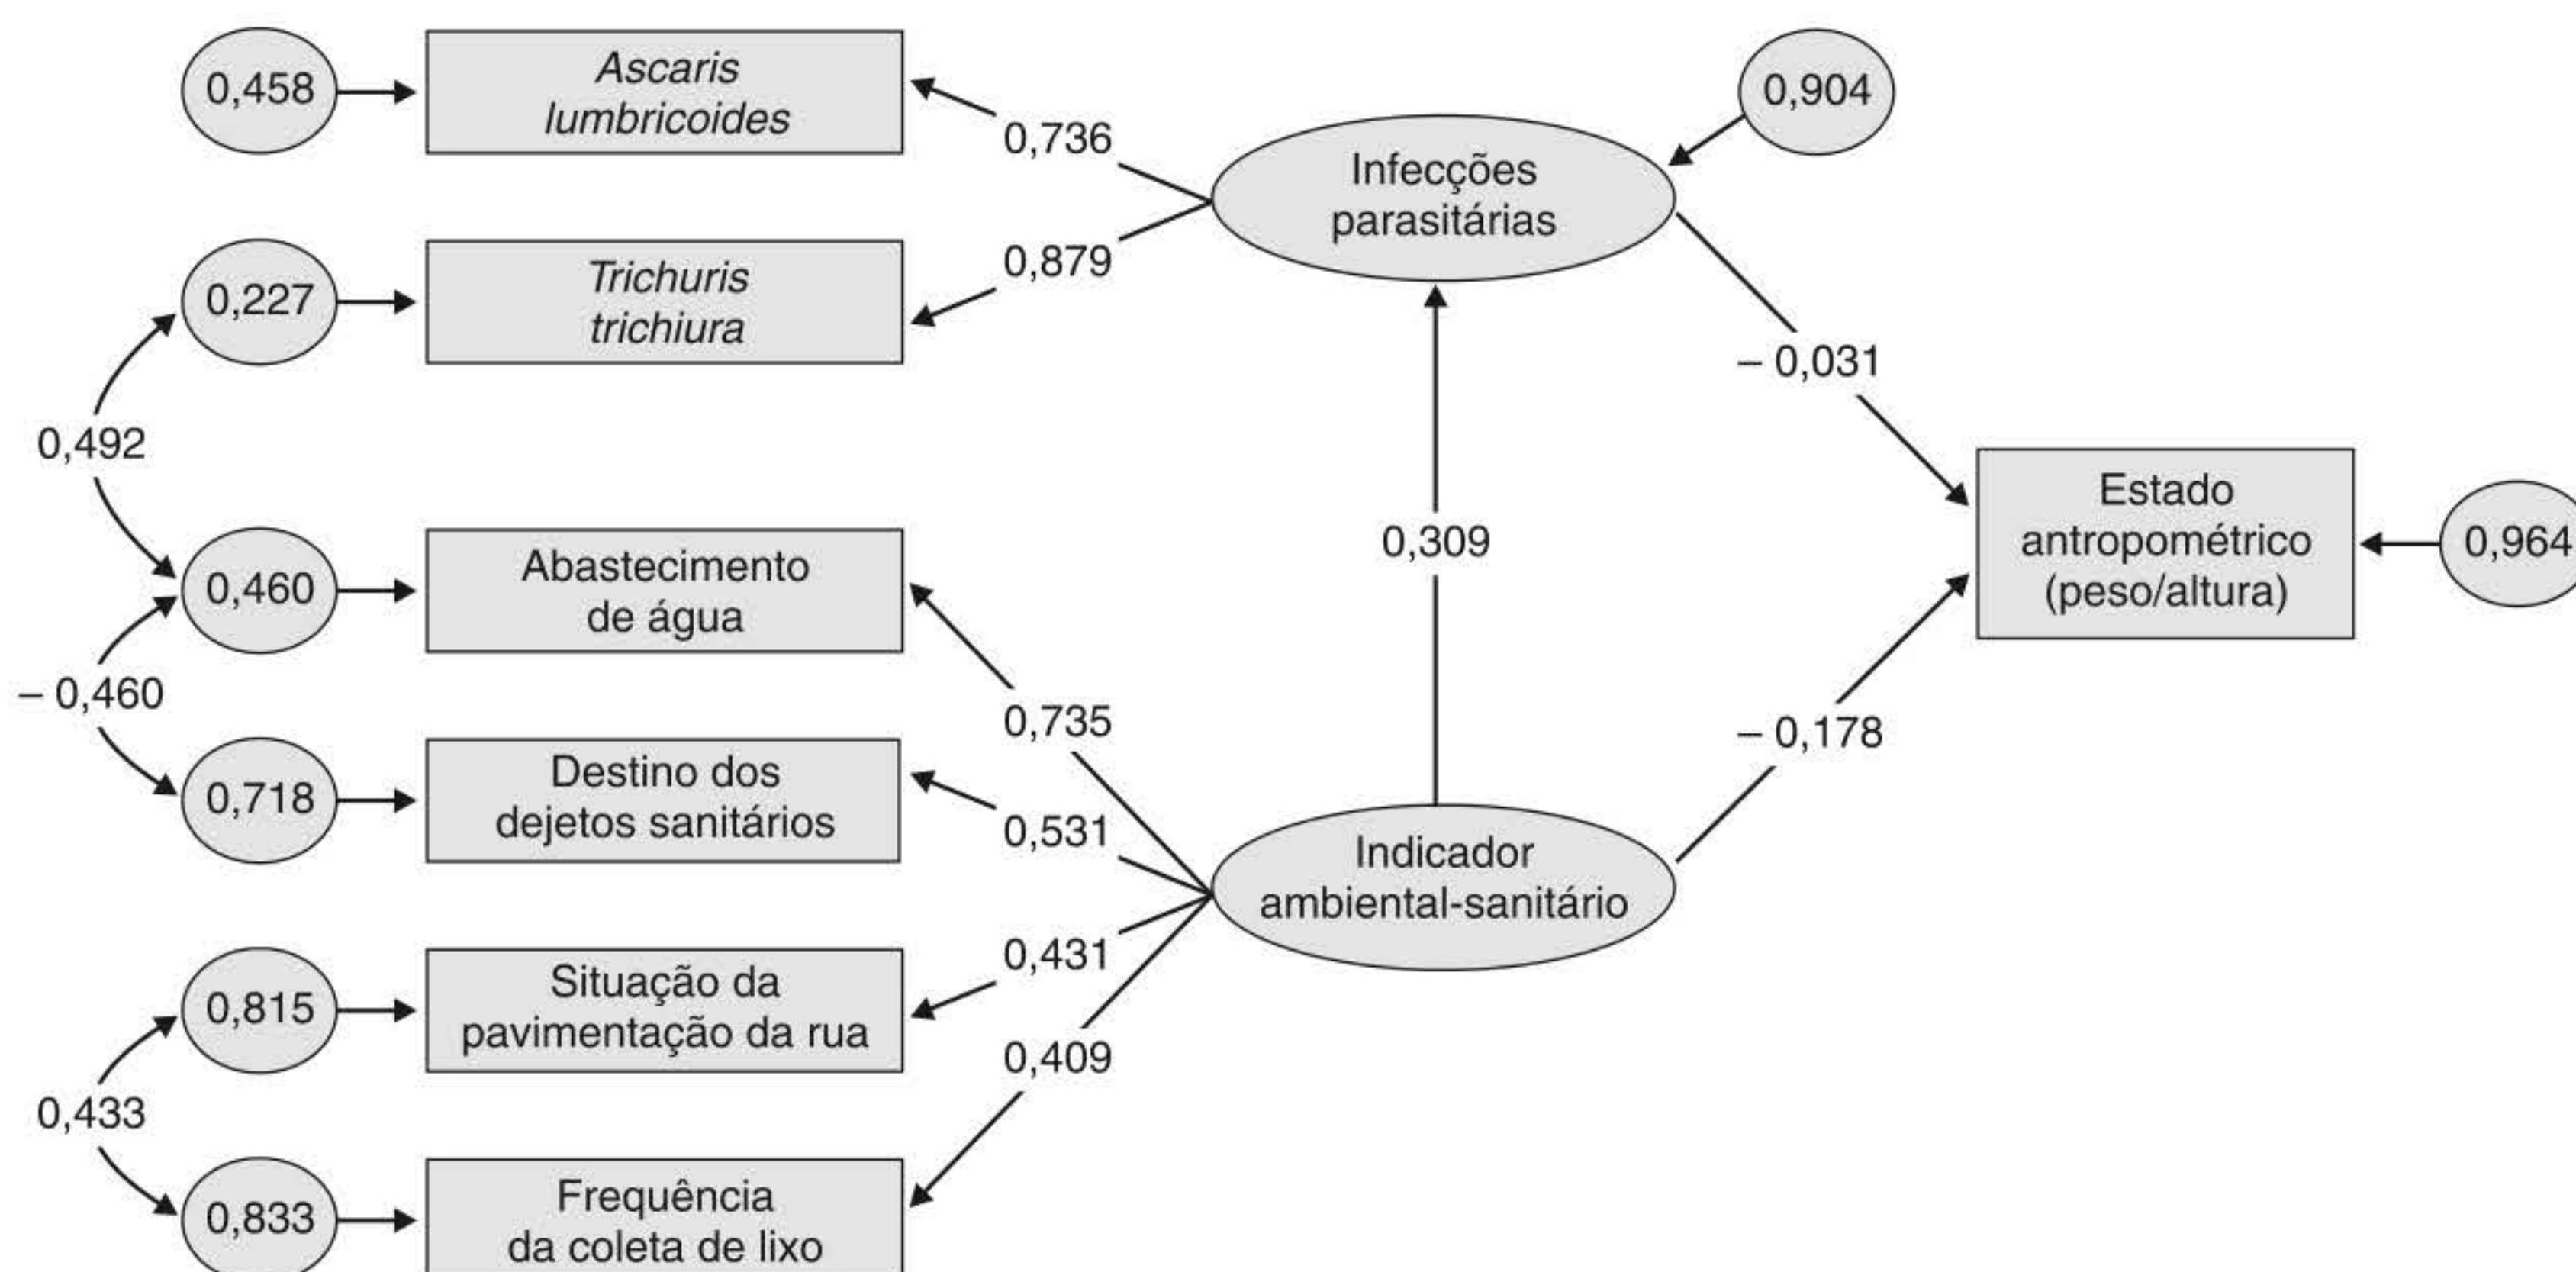 0,458
Ascaris
lumbricoides
0,736
Infecções
parasitárias
0,904
0,227
Trichuris
trichiura
0,879
– 0,031
0,492
0,309
Estado
antropométrico
(peso/altura)
0,964
0,460
Abastecimento
de água
– 0,460
0,735
– 0,178
0,718
Destino dos
dejetos sanitários
0,531
Indicador
ambiental-sanitário
0,815
Situação da
pavimentação da rua
0,431
0,409
0,433
0,833
Frequência
da coleta de lixo